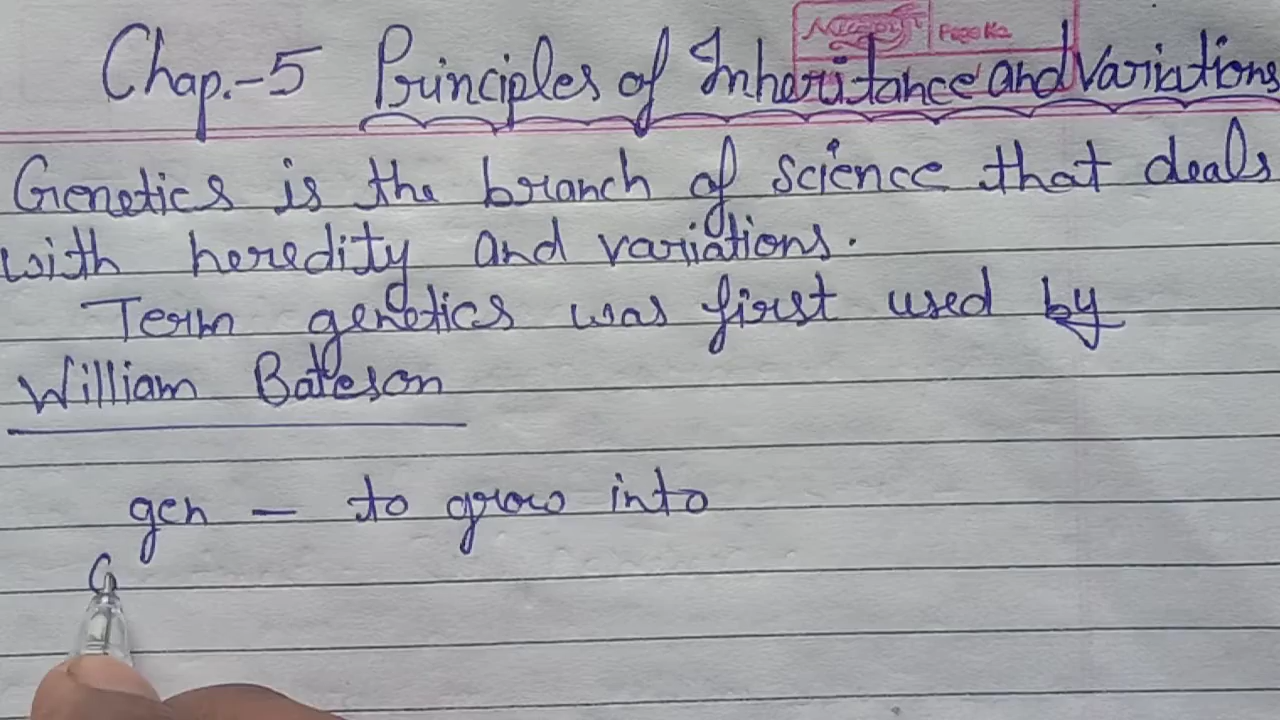 Chap.-5 Principles of Inheritance and Variations
Genetics is the branch of science that deals
with heredity and variations.
Term genetics was first used by
William Bateson
gen — to grow into
G